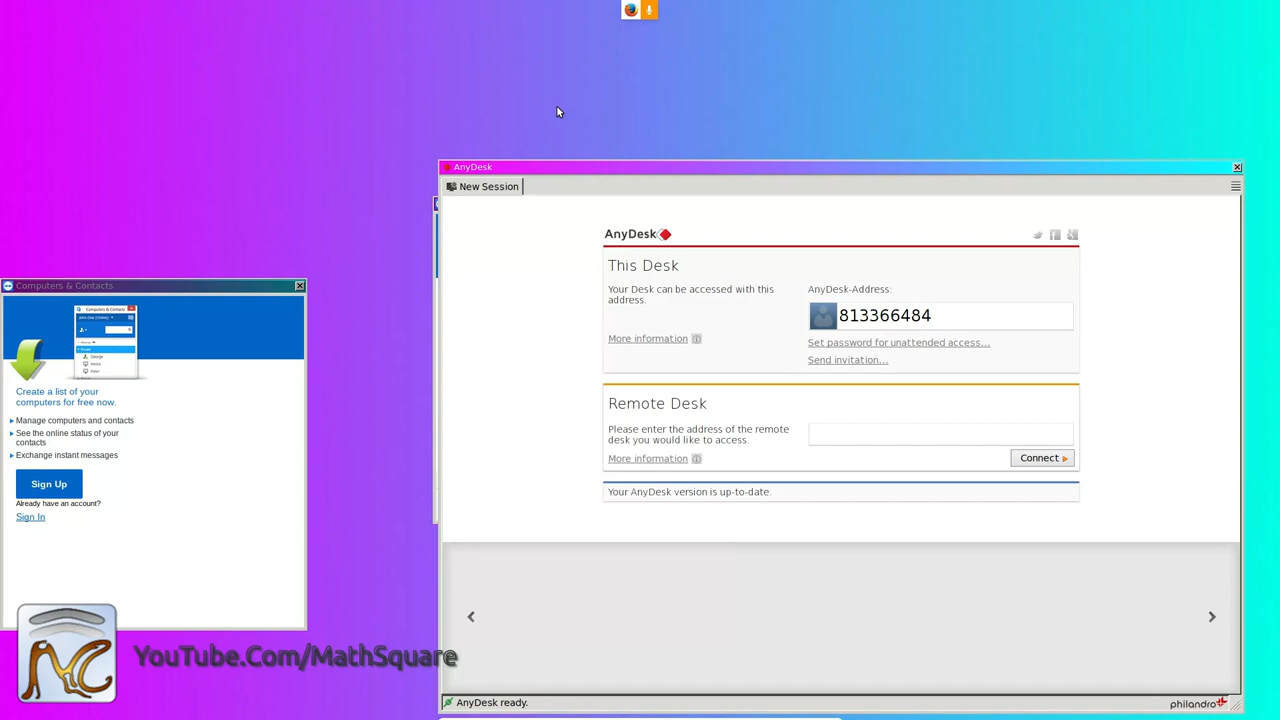 AnyDesk
New Session
AnyDesk
This Desk
Your Desk can be accessed with this
address.
More information
AnyDesk-Address:
813366484
Set password for unattended access...
Send invitation...
Remote Desk
Please enter the address of the remote
desk you would like to access.
More information
Connect
Your AnyDesk version is up-to-date.
AnyDesk ready.
philandro
Computers & Contacts
Computers & Contacts
Create a list of your
computers for free now.
Manage computers and contacts
See the online status of your
contacts
Exchange instant messages
Sign Up
Already have an account?
Sign In
YouTube.Com/MathSquare